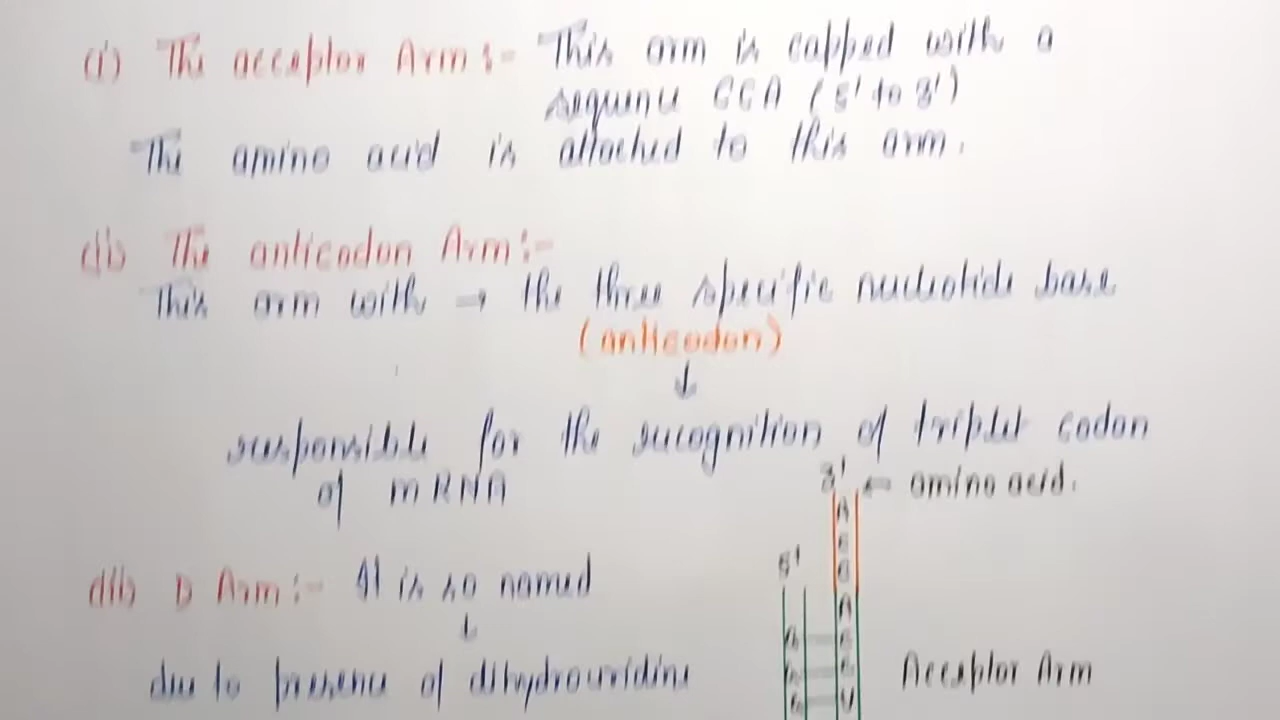 (i) The acceptor Arm :- This arm is capped with a
sequence CCA (5' to 3')
The amino acid is attached to this arm.
(ii) The anticodon Arm :-
This arm with → the three specific nucleotide base
(anticodon)
↓
responsible for the recognition of triplet codon
of mRNA
3' ← amino acid.
A
C
C
5'
A
(iii) D Arm :- It is so named
↓
due to presence of dihydrouridine
Acceptor Arm